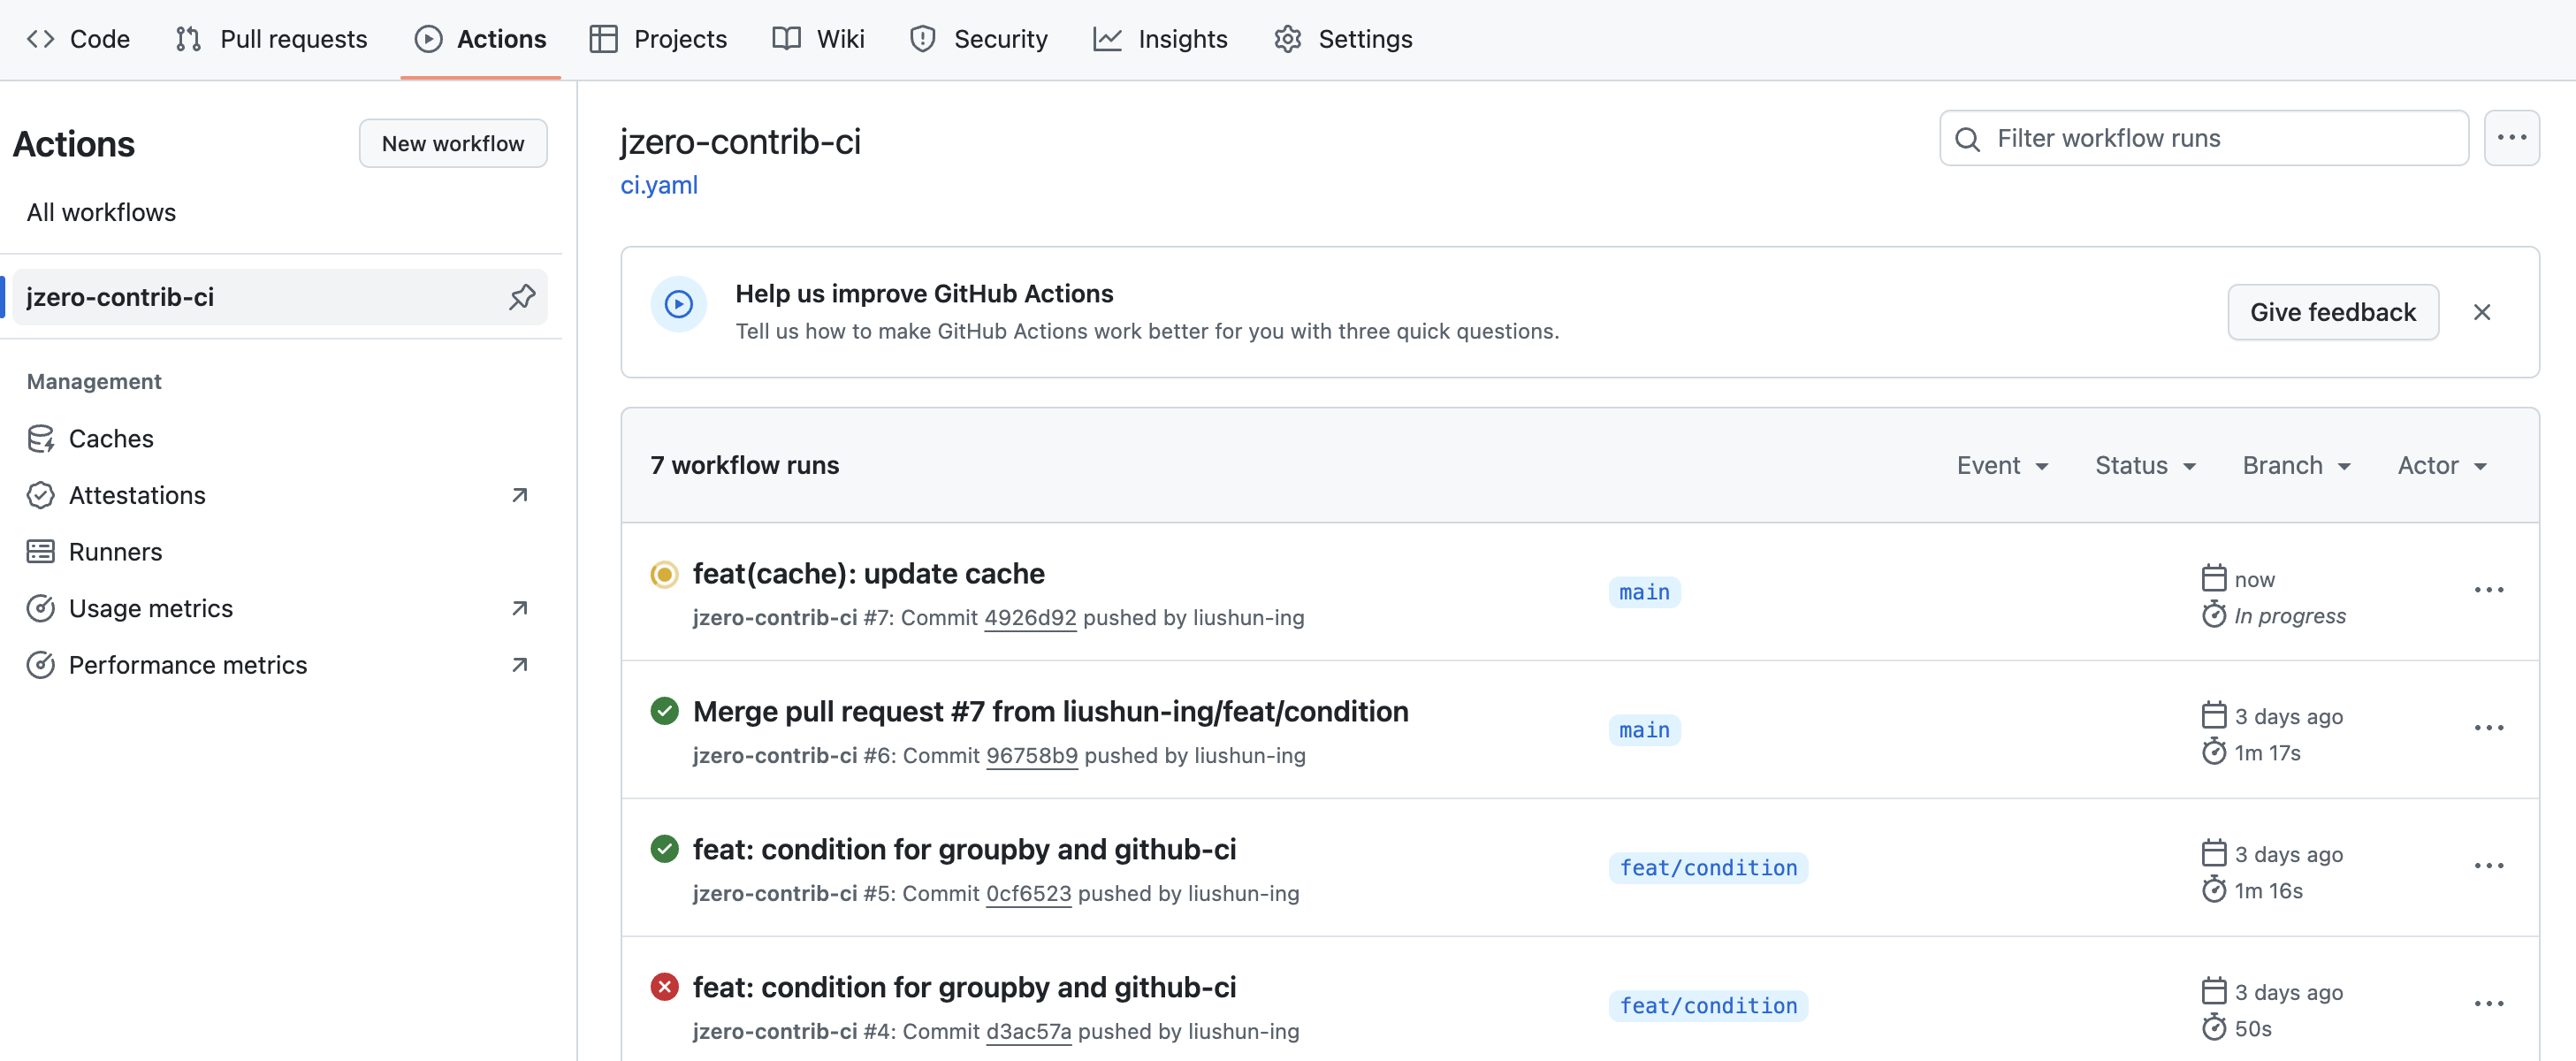 Code
Pull requests
Actions
Projects
Wiki
Security
Insights
Settings
Actions
New workflow
All workflows
jzero-contrib-ci
Management
Caches
Attestations
Runners
Usage metrics
Performance metrics
jzero-contrib-ci
ci.yaml
Filter workflow runs
Help us improve GitHub Actions
Tell us how to make GitHub Actions work better for you with three quick questions.
Give feedback
7 workflow runs
Event
Status
Branch
Actor
feat(cache): update cache
jzero-contrib-ci #7: Commit 4926d92 pushed by liushun-ing
main
now
In progress
Merge pull request #7 from liushun-ing/feat/condition
jzero-contrib-ci #6: Commit 96758b9 pushed by liushun-ing
main
3 days ago
1m 17s
feat: condition for groupby and github-ci
jzero-contrib-ci #5: Commit 0cf6523 pushed by liushun-ing
feat/condition
3 days ago
1m 16s
feat: condition for groupby and github-ci
jzero-contrib-ci #4: Commit d3ac57a pushed by liushun-ing
feat/condition
3 days ago
50s